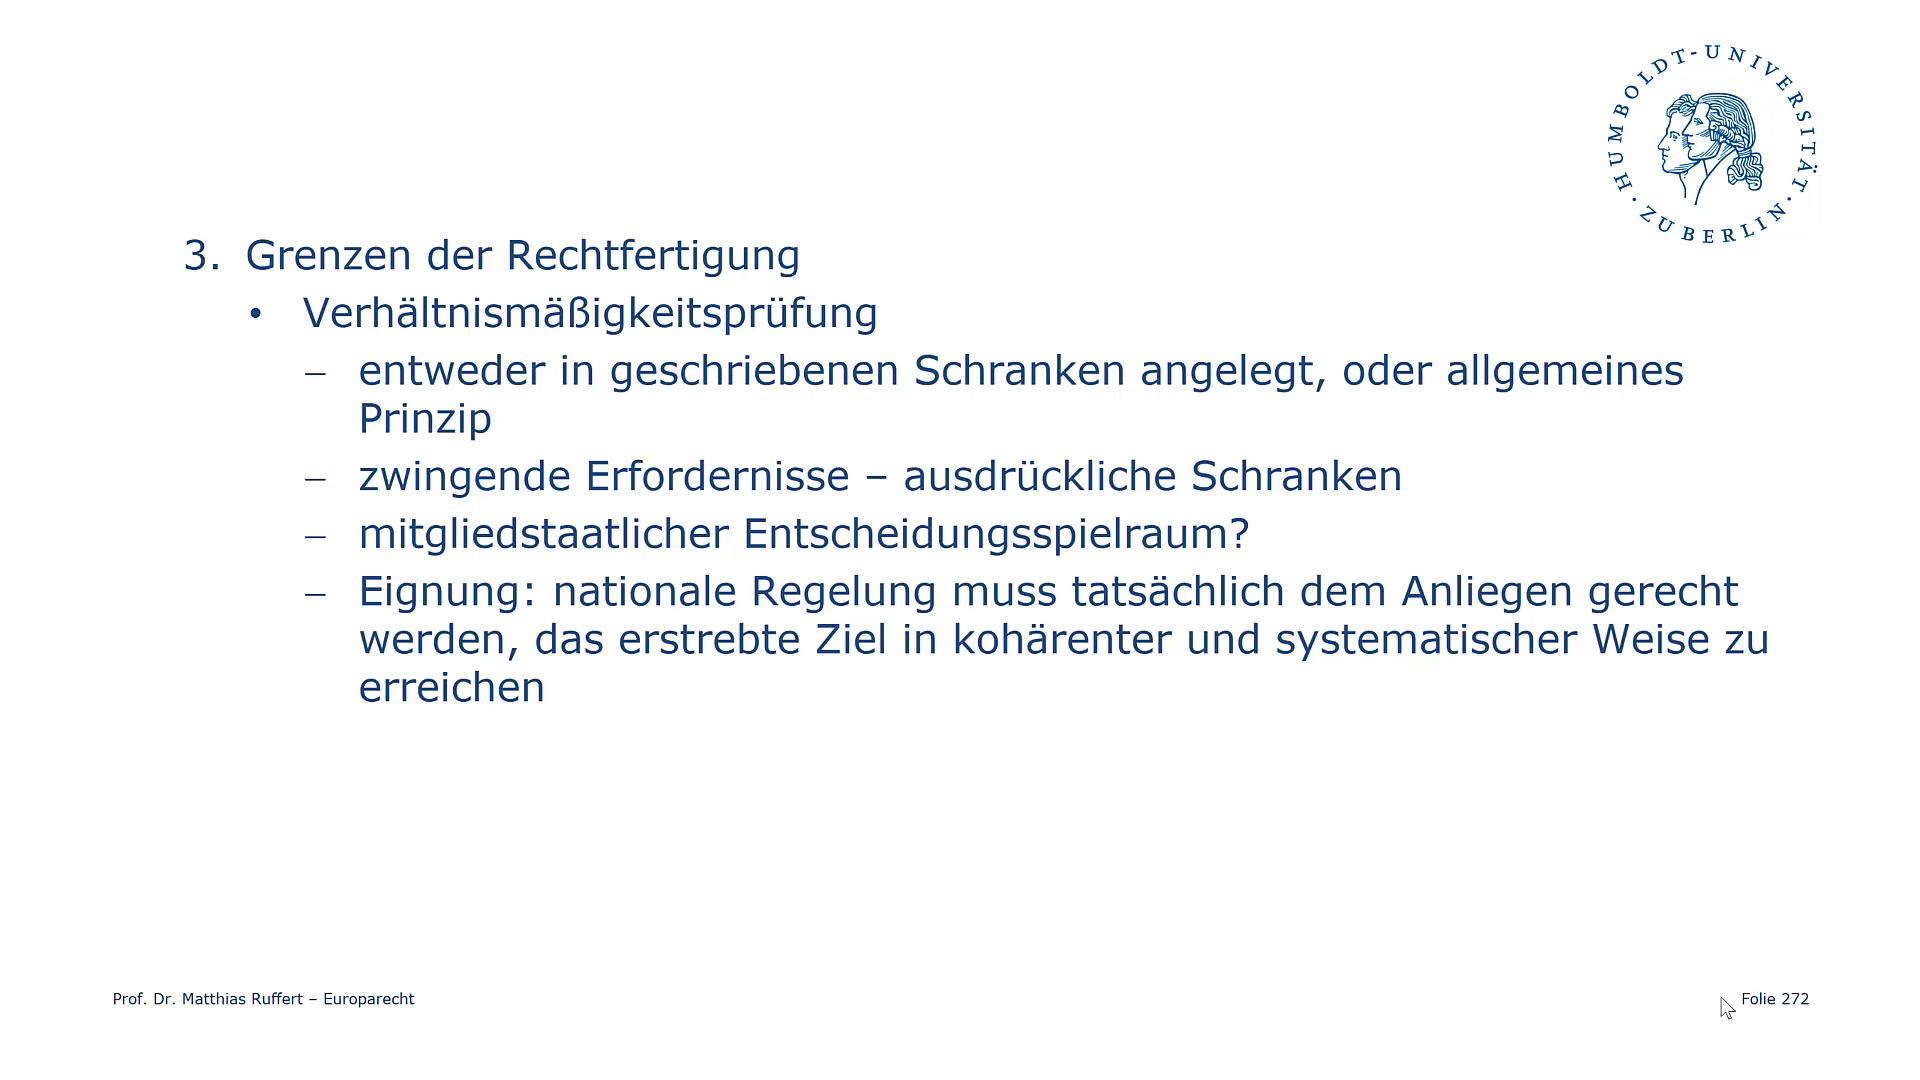 HUMBOLDT-UNIVERSITÄT · ZU BERLIN ·
3. Grenzen der Rechtfertigung
• Verhältnismäßigkeitsprüfung
– entweder in geschriebenen Schranken angelegt, oder allgemeines
Prinzip
– zwingende Erfordernisse – ausdrückliche Schranken
– mitgliedstaatlicher Entscheidungsspielraum?
– Eignung: nationale Regelung muss tatsächlich dem Anliegen gerecht
werden, das erstrebte Ziel in kohärenter und systematischer Weise zu
erreichen
Prof. Dr. Matthias Ruffert – Europarecht
Folie 272